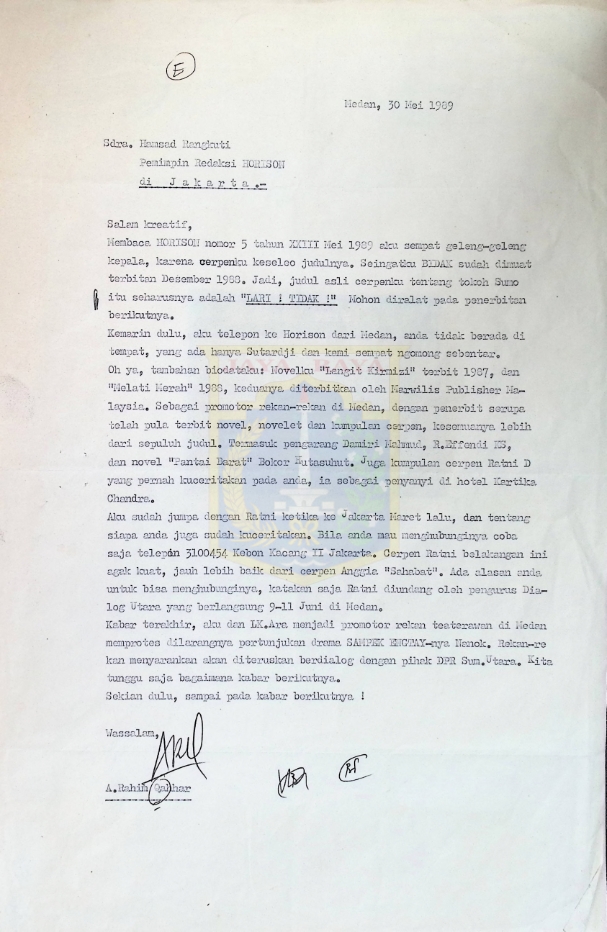 E
Medan, 30 Mei 1989
Sdra. Hamsad Rangkuti
Pemimpin Redaksi HORISON
di Jakarta.-
Salam kreatif,
Membaca HORISON nomor 5 tahun XXIII Mei 1989 aku sempat geleng-geleng
kepala, karena cerpenku keseleo judulnya. Seingatku BIDAK sudah dimuat
terbitan Desember 1988. Jadi, judul asli cerpenku tentang tokoh Sumo
itu seharusnya adalah "LARI ! TIDAK !" Mohon diralat pada penerbitan
berikutnya.
Kemarin dulu, aku telepon ke Horison dari Medan, anda tidak berada di
tempat, yang ada hanya Sutardji dan kami sempat ngomong sebentar.
Oh ya, tambahan biodataku: Novelku "Langit Kirmizi" terbit 1987, dan
"Melati Merah" 1988, keduanya diterbitkan oleh Marwilis Publisher Ma-
laysia. Sebagai promotor rekan-rekan di Medan, dengan penerbit serupa
telah pula terbit novel, novelet dan kumpulan cerpen, kesemuanya lebih
dari sepuluh judul. Termasuk pengarang Damiri Mahmud, R.Effendi KS,
dan novel "Pantai Barat" Bokor Hutasuhut. Juga kumpulan cerpen Ratni D
yang pernah kuceritakan pada anda, ia sebagai penyanyi di hotel Kartika
Chandra.
Aku sudah jumpa dengan Ratni ketika ke Jakarta Maret lalu, dan tentang
siapa anda juga sudah kuceritakan. Bila anda mau menghubunginya coba
saja telepon 3100454 Kebon Kacang II Jakarta. Cerpen Ratni belakangan ini
agak kuat, jauh lebih baik dari cerpen Anggia "Sahabat". Ada alasan anda
untuk bisa menghubunginya, katakan saja Ratni diundang oleh pengurus Dia-
log Utara yang berlangsung 9-11 Juni di Medan.
Kabar terakhir, aku dan LK.Ara menjadi promotor rekan teaterawan di Medan
memprotes dilarangnya pertunjukan drama SAMPEK ENGTAY-nya Nanok. Rekan-re
kan menyarankan akan diteruskan berdialog dengan pihak DPR Sum.Utara. Kita
tunggu saja bagaimana kabar berikutnya.
Sekian dulu, sampai pada kabar berikutnya !
Wassalam,
A.Rahim Qahhar